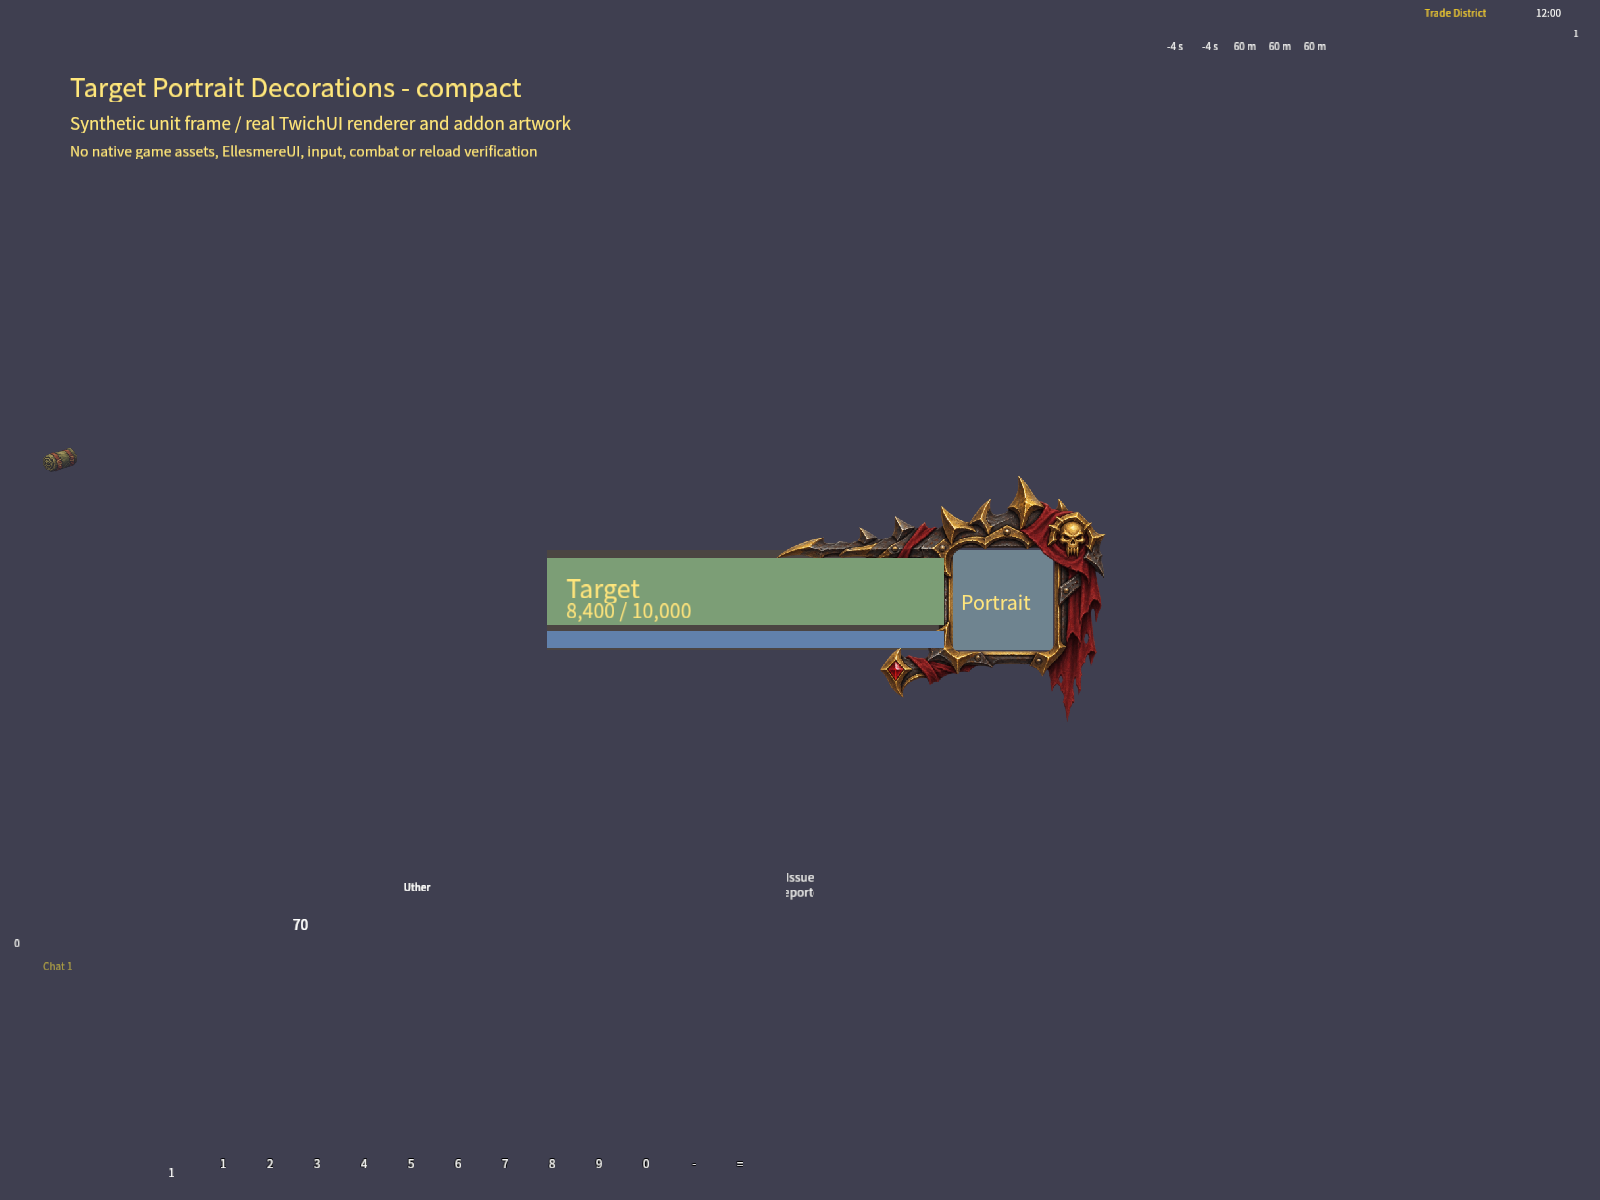 Trade District
12:00
1
-4 s
-4 s
60 m
60 m
60 m
Target Portrait Decorations - compact
Synthetic unit frame / real TwichUI renderer and addon artwork
No native game assets, EllesmereUI, input, combat or reload verification
Target
8,400 / 10,000
Portrait
Issue
eport
Uther
70
0
Chat 1
1
1
2
3
4
5
6
7
8
9
0
-
=